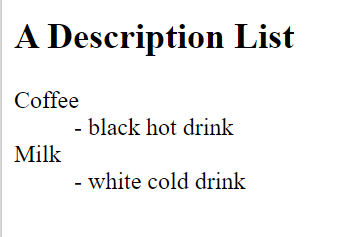 A Description List
Coffee
- black hot drink
Milk
- white cold drink